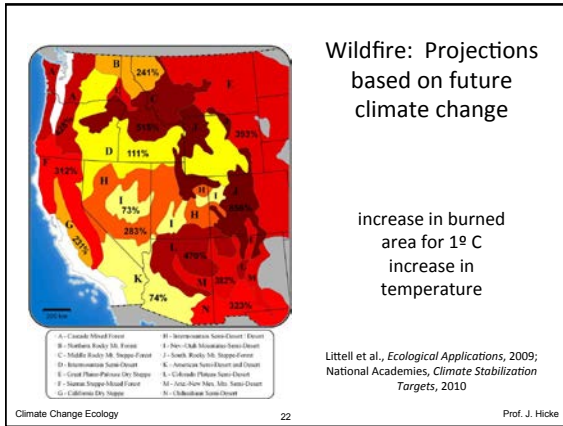 Wildfire: Projections
based on future
climate change
increase in burned
area for 1º C
increase in
temperature
Littell et al., Ecological Applications, 2009;
National Academies, Climate Stabilization
Targets, 2010
B
241%
A
A
C
E
393%
D
111%
F
312%
H
H
I
73%
J
I
I
H
283%
G
231%
L
470%
M
K
74%
N
323%
A - Cascade Mixed Forest
B - Northern Rocky Mt. Forest
C - Middle Rocky Mt. Steppe-Forest
D - Intermountain Semi-Desert
E - Great Plains-Palouse Dry Steppe
F - Sierran Steppe-Mixed Forest
G - California Dry Steppe
H - Intermountain Semi-Desert / Desert
I - Nev.-Utah Mountains-Semi-Desert
J - South. Rocky Mt. Steppe-Forest
K - American Semi-Desert and Desert
L - Colorado Plateau Semi-Desert
M - Ariz.-New Mex. Mts. Semi-Desert
N - Chihuahuan Semi-Desert
Climate Change Ecology
22
Prof. J. Hicke